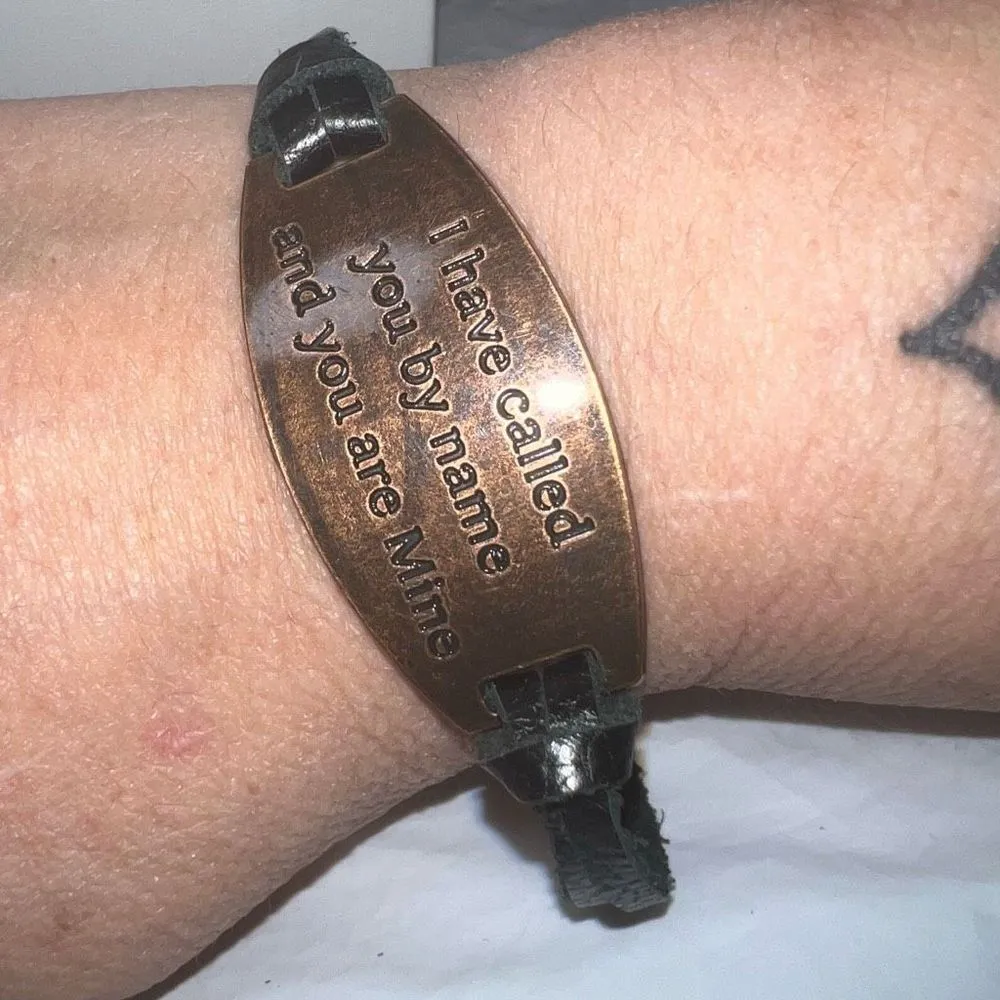 I have called
you by name
and you are Mine